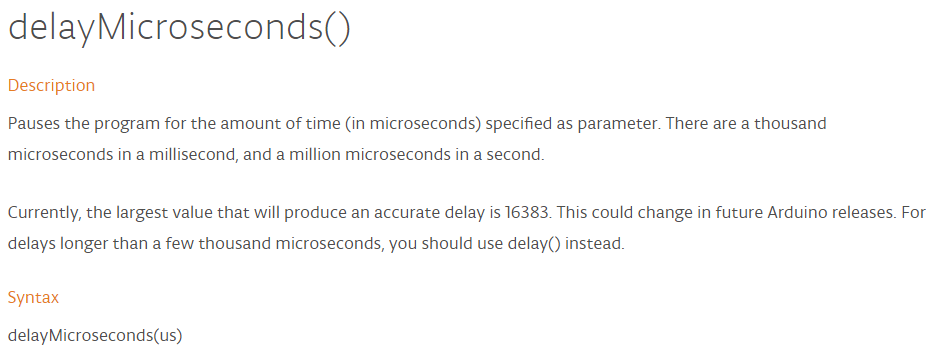 delayMicroseconds()
Description
Pauses the program for the amount of time (in microseconds) specified as parameter. There are a thousand
microseconds in a millisecond, and a million microseconds in a second.
Currently, the largest value that will produce an accurate delay is 16383. This could change in future Arduino releases. For
delays longer than a few thousand microseconds, you should use delay() instead.
Syntax
delayMicroseconds(us)